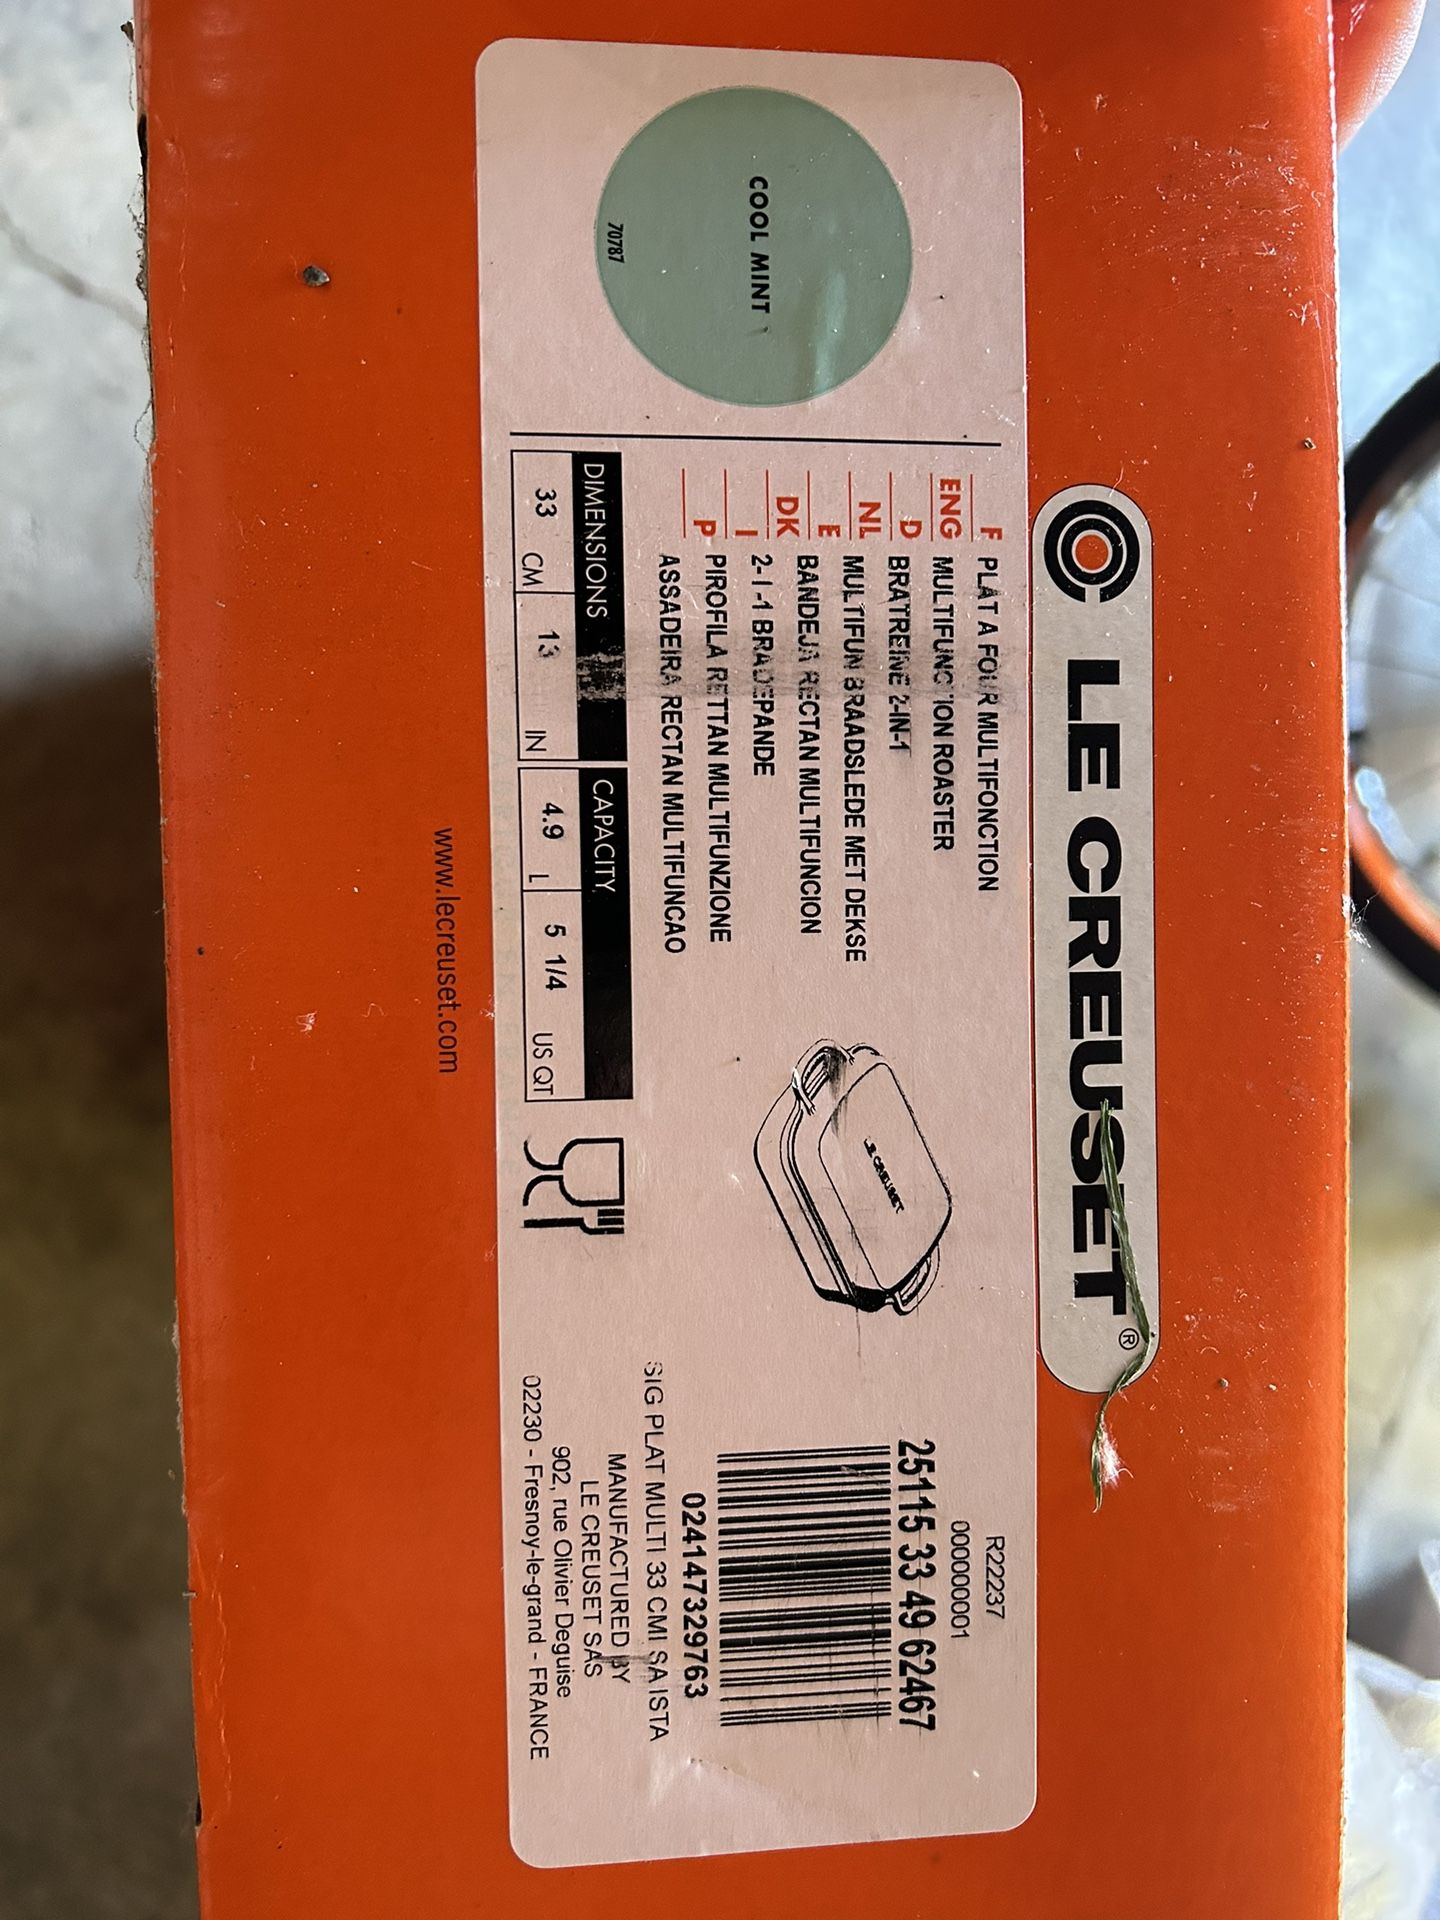 LE CREUSET®
COOL MINT
70787
F PLAT A FOUR MULTIFONCTION
ENG MULTIFUNCTION ROASTER
D BRATREINE 2-IN-1
NL MULTIFUN BRAADSLEDE MET DEKSE
E BANDEJA RECTAN MULTIFUNCION
DK 2-I-1 BRADEPANDE
I PIROFILA RETTAN MULTIFUNZIONE
P ASSADEIRA RECTAN MULTIFUNCAO
DIMENSIONS CAPACITY
33 CM 13 IN 4.9 L 5 1/4 US QT
LE CREUSET
R22237
00000001
25115 33 49 62467
024147329763
SIG PLAT MULTI 33 CMI SA ISTA
MANUFACTURED BY
LE CREUSET SAS
902, rue Olivier Deguise
02230 - Fresnoy-le-grand - FRANCE
www.lecreuset.com